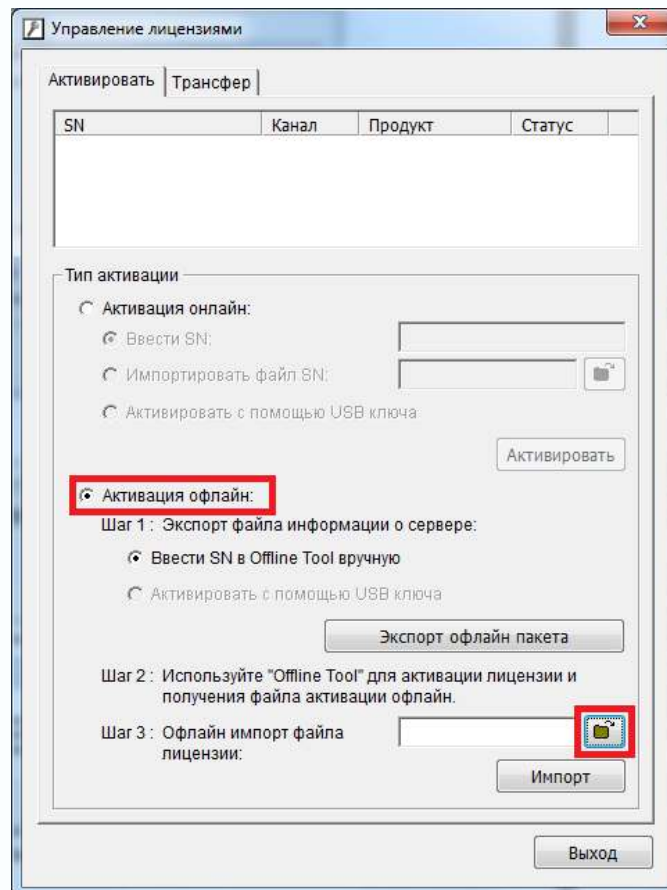 Управление лицензиями
Активировать Трансфер
SN Канал Продукт Статус
Тип активации
Активация онлайн:
Ввести SN:
Импортировать файл SN:
Активировать с помощью USB ключа
Активировать
Активация офлайн:
Шаг 1 : Экспорт файла информации о сервере:
Ввести SN в Offline Tool вручную
Активировать с помощью USB ключа
Экспорт офлайн пакета
Шаг 2 : Используйте "Offline Tool" для активации лицензии и
получения файла активации офлайн.
Шаг 3 : Офлайн импорт файла
лицензии:
Импорт
Выход